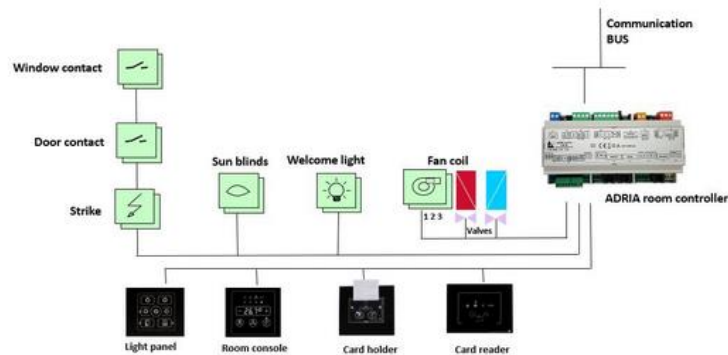 Communication
BUS
Window contact
Door contact
Sun blinds
Welcome light
Fan coil
Strike
1 2 3
Valves
ADRIA room controller
Light panel
Room console
Card holder
Card reader